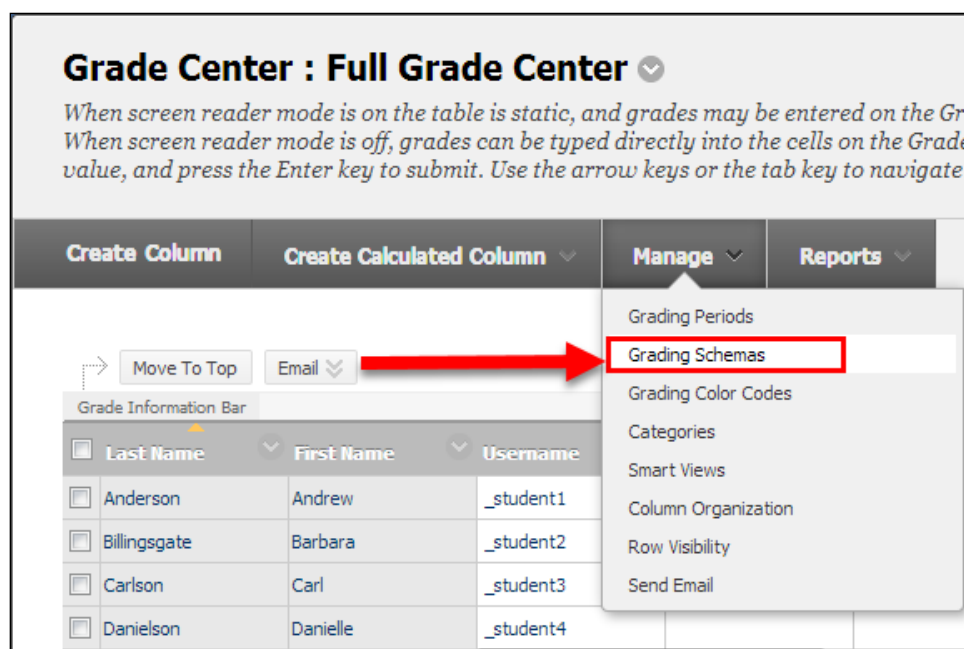 Grade Center : Full Grade Center
When screen reader mode is on the table is static, and grades may be entered on the Gr
When screen reader mode is off, grades can be typed directly into the cells on the Grade
value, and press the Enter key to submit. Use the arrow keys or the tab key to navigate
Create Column Create Calculated Column Manage Reports
Grading Periods
Grading Schemas
Grading Color Codes
Categories
Smart Views
Column Organization
Row Visibility
Send Email
Move To Top Email
Grade Information Bar
Last Name First Name Username
Anderson Andrew _student1
Billingsgate Barbara _student2
Carlson Carl _student3
Danielson Danielle _student4